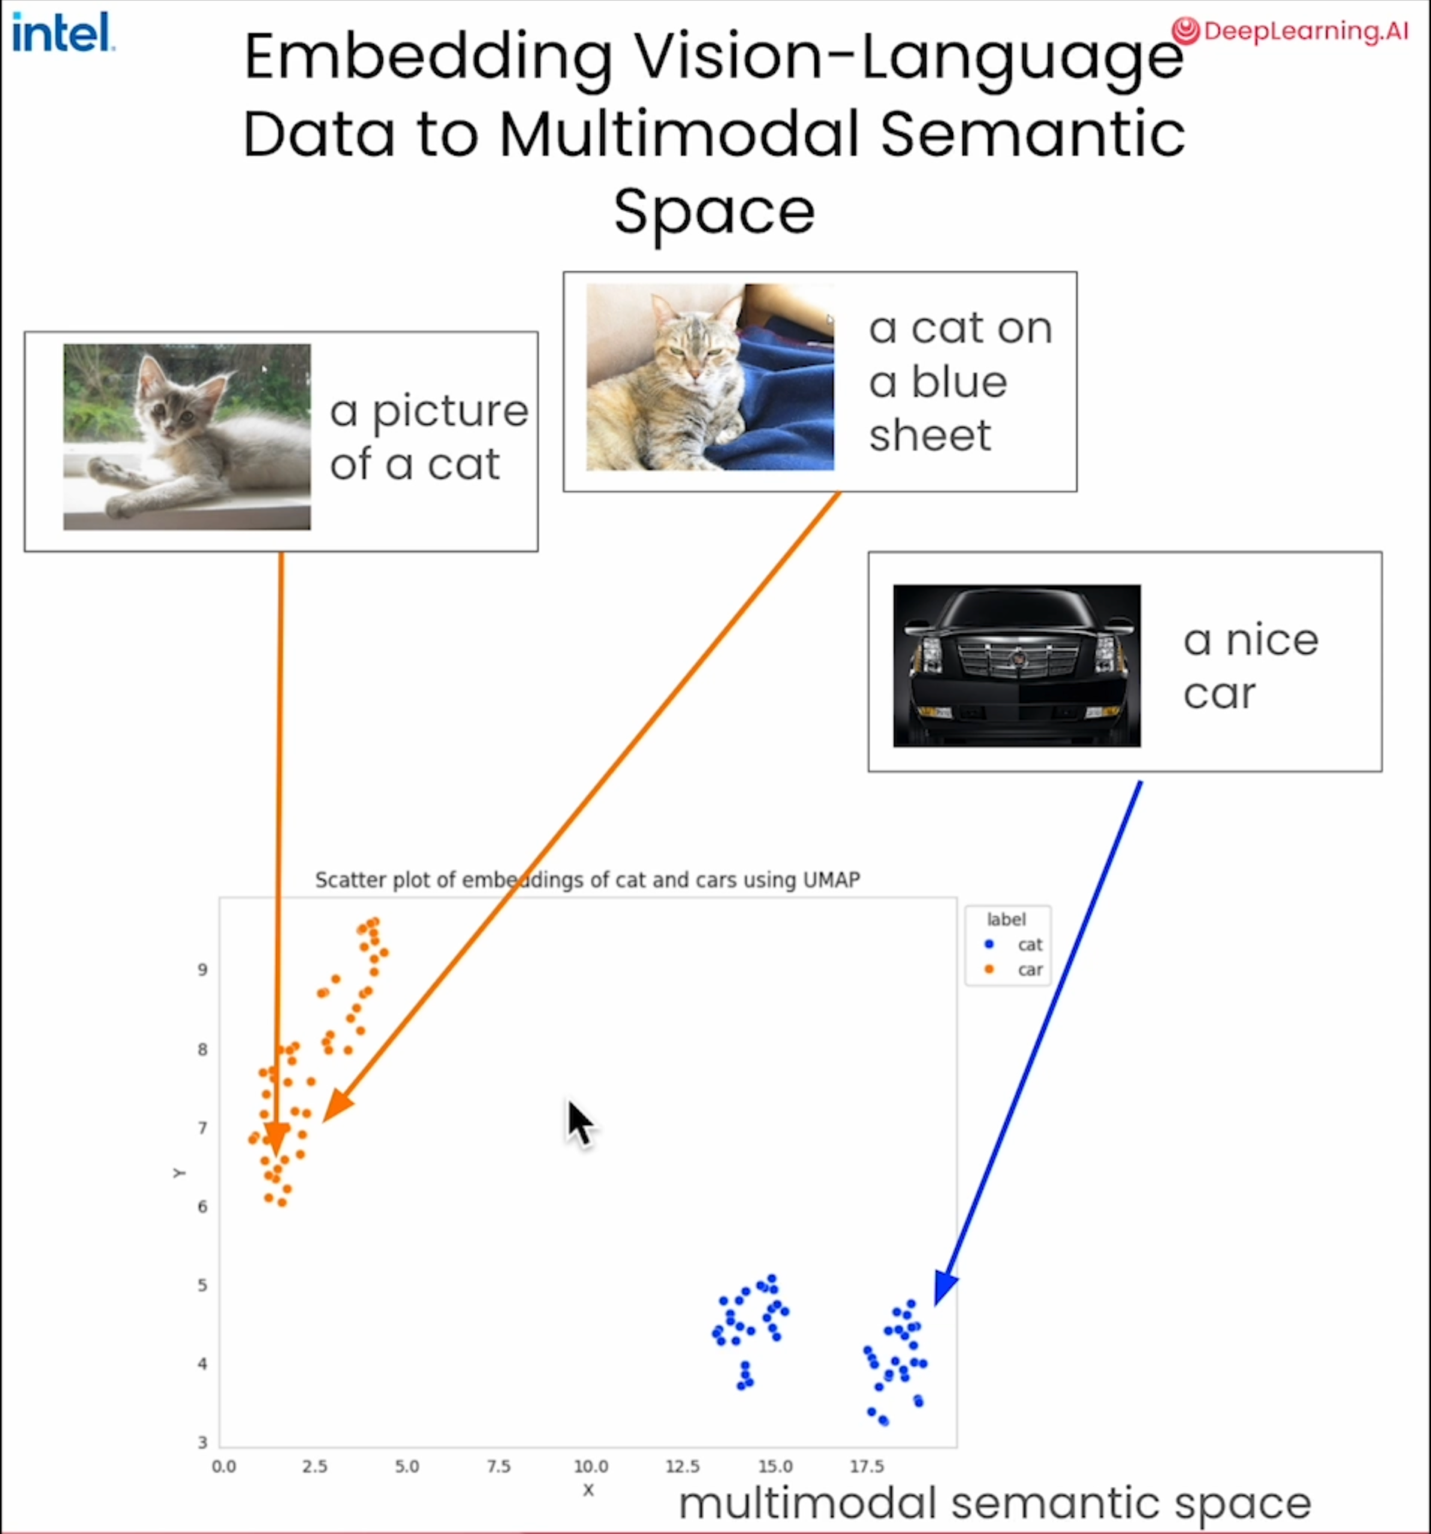 intel.
DeepLearning.AI
Embedding Vision-Language
Data to Multimodal Semantic
Space
a picture
of a cat
a cat on
a blue
sheet
a nice
car
Scatter plot of embeddings of cat and cars using UMAP
label
cat
car
9
8
7
6
5
4
3
Y
0.0 2.5 5.0 7.5 10.0 12.5 15.0 17.5
X
multimodal semantic space